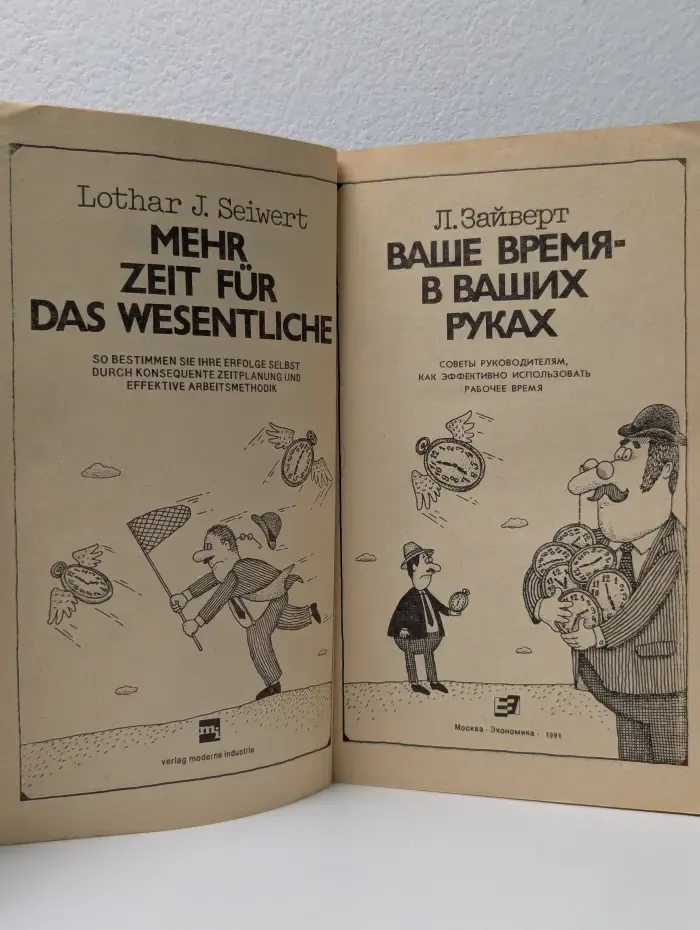 Lothar J. Seiwert
MEHR
ZEIT FÜR
DAS WESENTLICHE
SO BESTIMMEN SIE IHRE ERFOLGE SELBST
DURCH KONSEQUENTE ZEITPLANUNG UND
EFFEKTIVE ARBEITSMETHODIK
mi
verlag moderne industrie
Л. Зайверт
ВАШЕ ВРЕМЯ-
В ВАШИХ
РУКАХ
СОВЕТЫ РУКОВОДИТЕЛЯМ,
КАК ЭФФЕКТИВНО ИСПОЛЬЗОВАТЬ
РАБОЧЕЕ ВРЕМЯ
Москва · Экономика · 1991